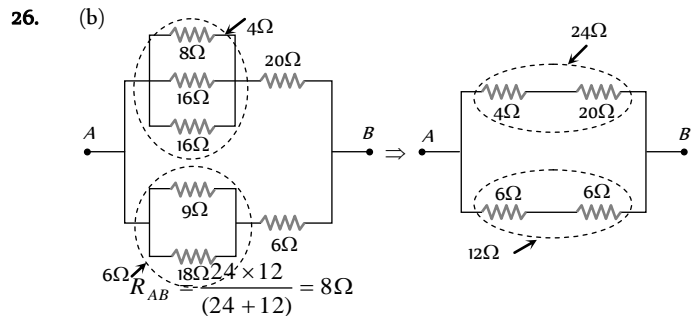 26. (b)
4Ω
8Ω
16Ω
16Ω
20Ω
A
B
9Ω
18Ω
6Ω
6Ω
⇒
24Ω
4Ω 20Ω
A
B
6Ω 6Ω
12Ω
R_AB = 24 × 12 / (24 + 12) = 8Ω